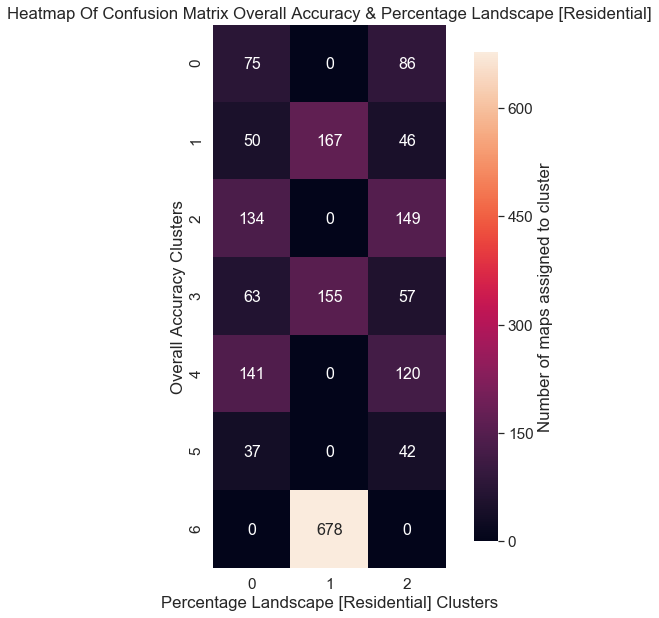 Heatmap Of Confusion Matrix Overall Accuracy & Percentage Landscape [Residential]
Overall Accuracy Clusters
0 75 0 86
1 50 167 46
2 134 0 149
3 63 155 57
4 141 0 120
5 37 0 42
6 0 678 0
0 1 2
Percentage Landscape [Residential] Clusters
600
450
300
150
0
Number of maps assigned to cluster